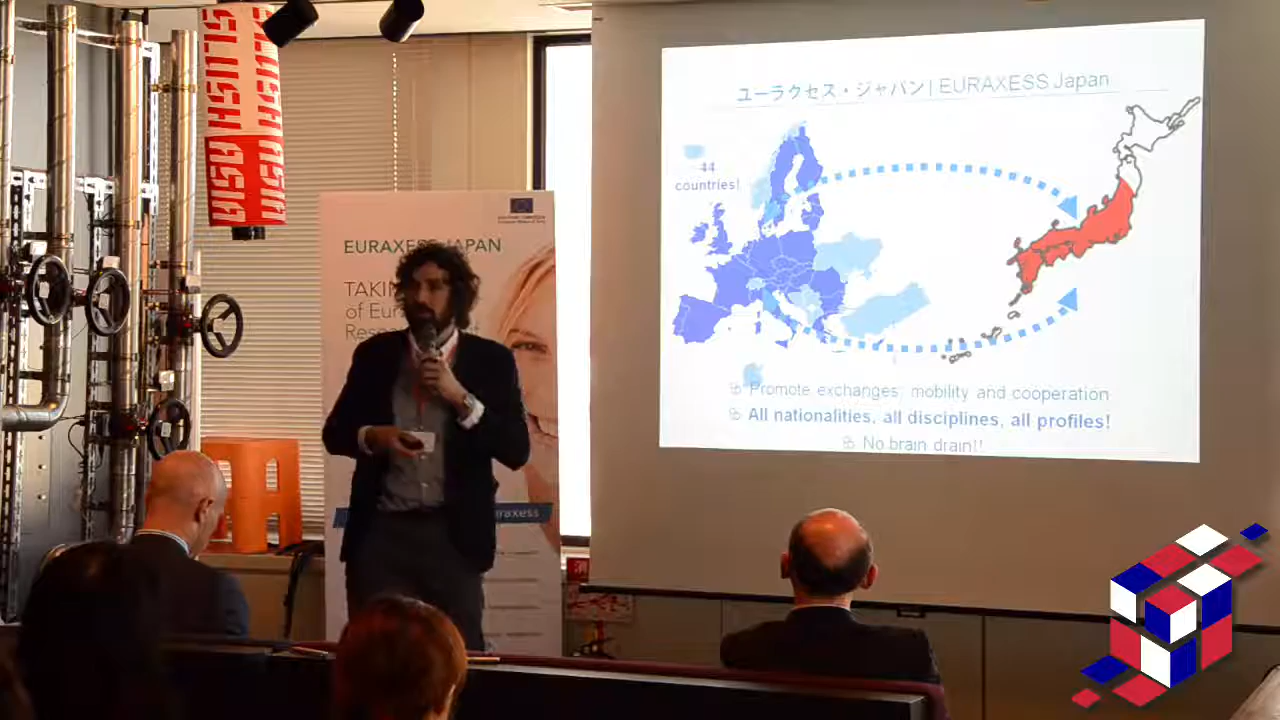 ユーラクセス・ジャパン | EURAXESS Japan
44
countries!
Promote exchanges, mobility and cooperation
All nationalities, all disciplines, all profiles!
No brain drain!!
EURAXESS JAPAN
of